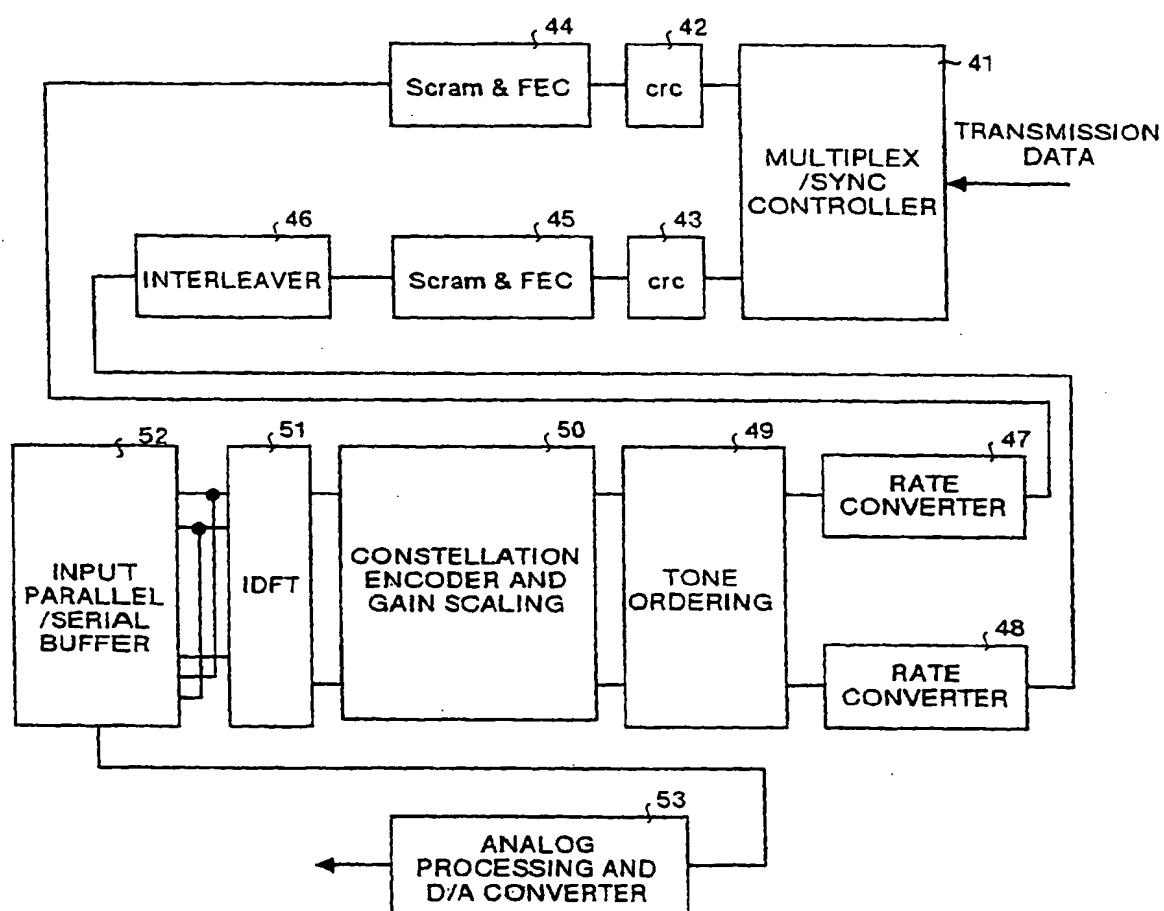 44
42
41
Scram & FEC
crc
MULTIPLEX
/SYNC
CONTROLLER
TRANSMISSION
DATA
46
45
43
INTERLEAVER
Scram & FEC
crc
52
51
50
49
47
INPUT
PARALLEL
/SERIAL
BUFFER
IDFT
CONSTELLATION
ENCODER AND
GAIN SCALING
TONE
ORDERING
RATE
CONVERTER
48
RATE
CONVERTER
53
ANALOG
PROCESSING AND
D/A CONVERTER